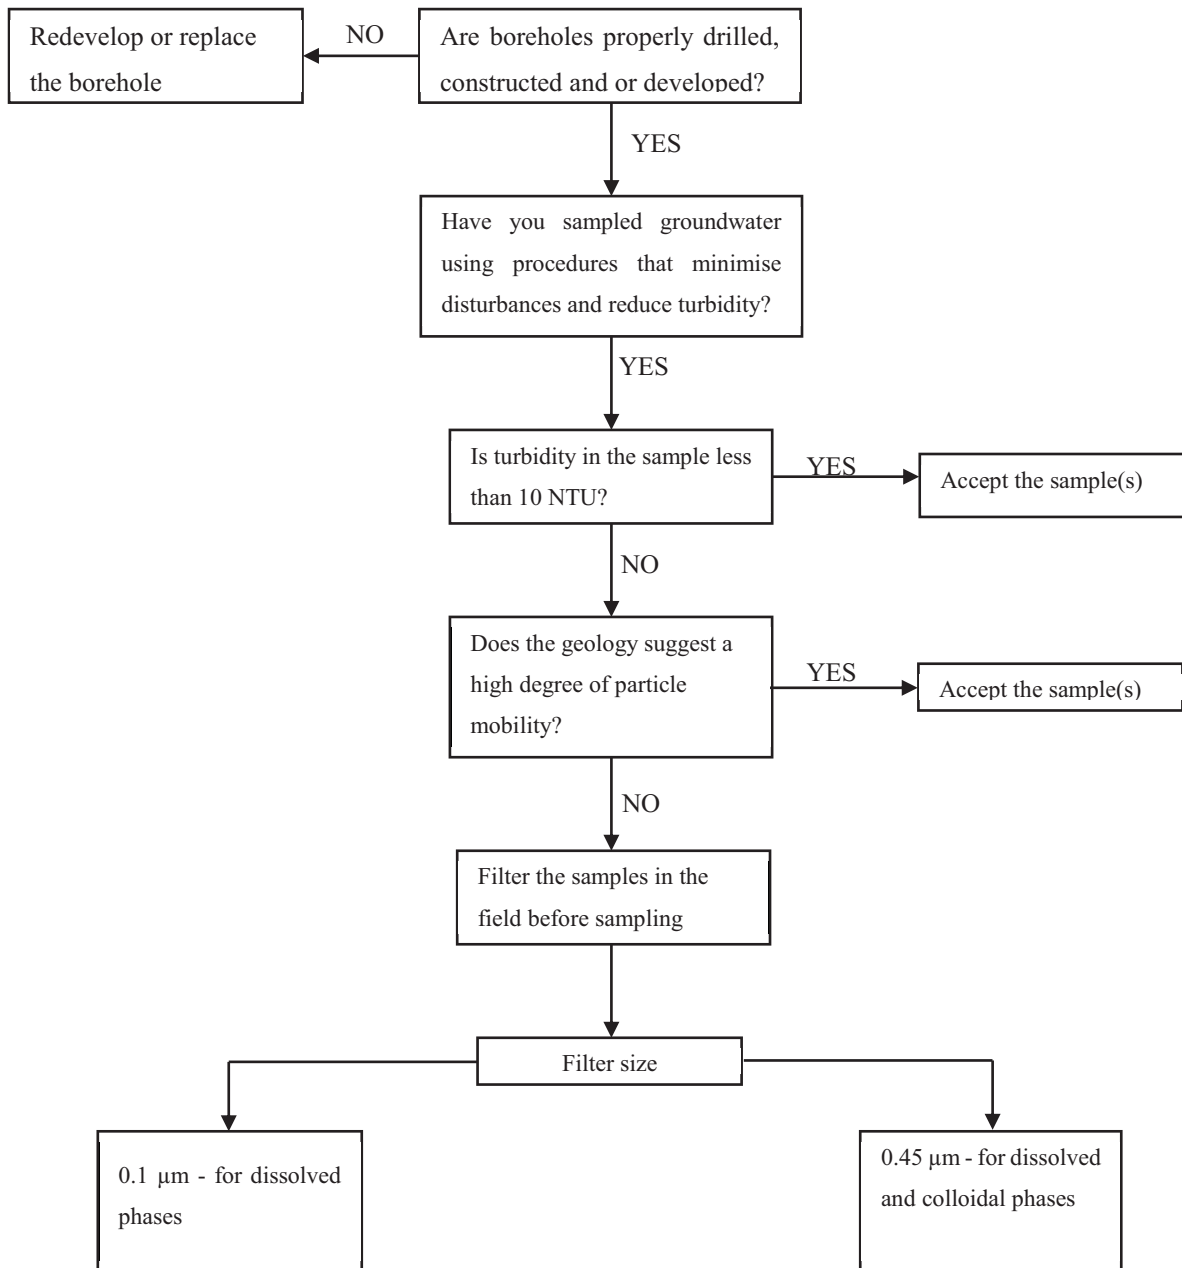 Redevelop or replace
the borehole
NO
Are boreholes properly drilled,
constructed and or developed?
YES
Have you sampled groundwater
using procedures that minimise
disturbances and reduce turbidity?
YES
Is turbidity in the sample less
than 10 NTU?
YES
Accept the sample(s)
NO
Does the geology suggest a
high degree of particle
mobility?
YES
Accept the sample(s)
NO
Filter the samples in the
field before sampling
Filter size
0.1 µm - for dissolved
phases
0.45 µm - for dissolved
and colloidal phases